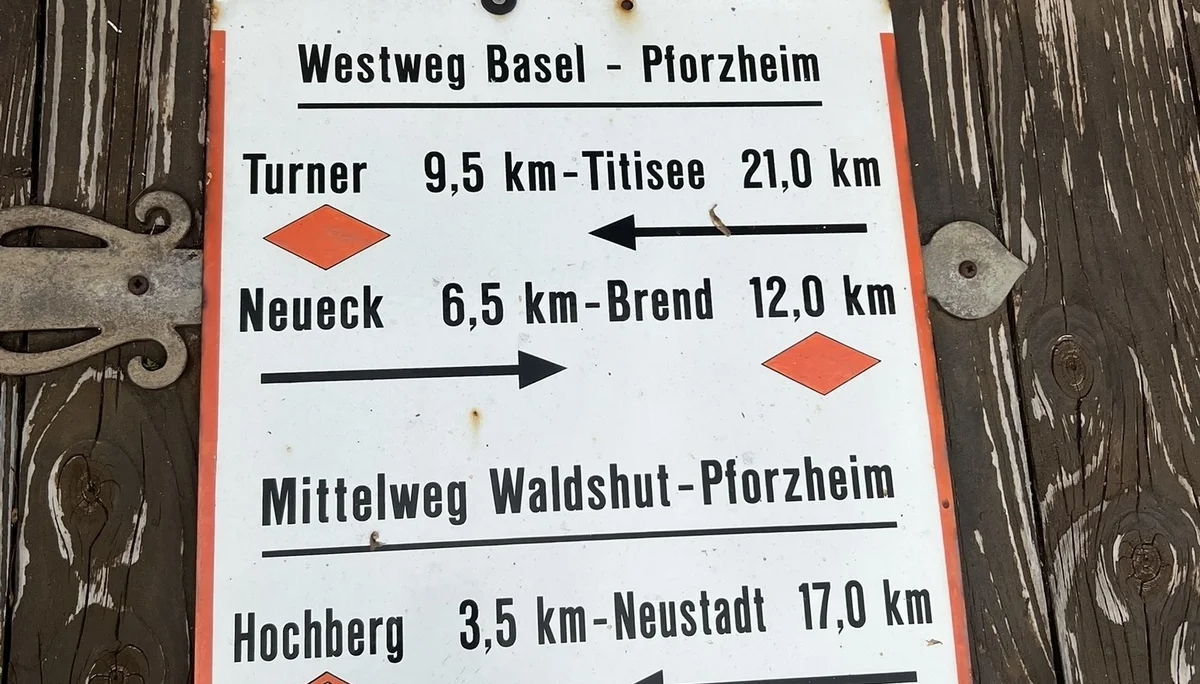 Westweg Basel - Pforzheim
Turner 9,5 km-Titisee 21,0 km
Neueck 6,5 km-Brend 12,0 km
Mittelweg Waldshut-Pforzheim
Hochberg 3,5 km-Neustadt 17,0 km